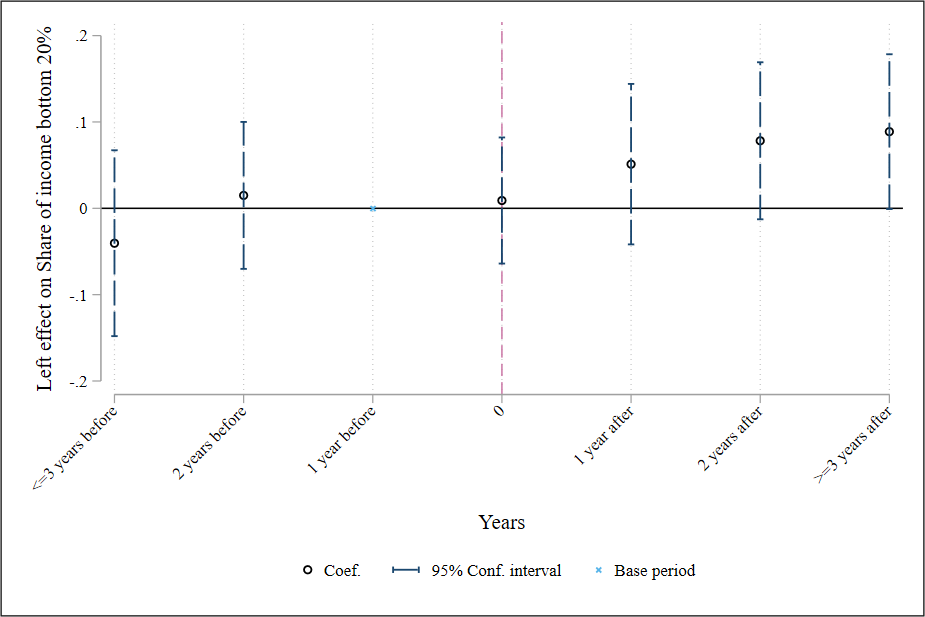 Left effect on Share of income bottom 20%
.2
.1
0
-.1
-.2
<=3 years before
2 years before
1 year before
0
1 year after
2 years after
>=3 years after
Years
Coef.
95% Conf. interval
Base period